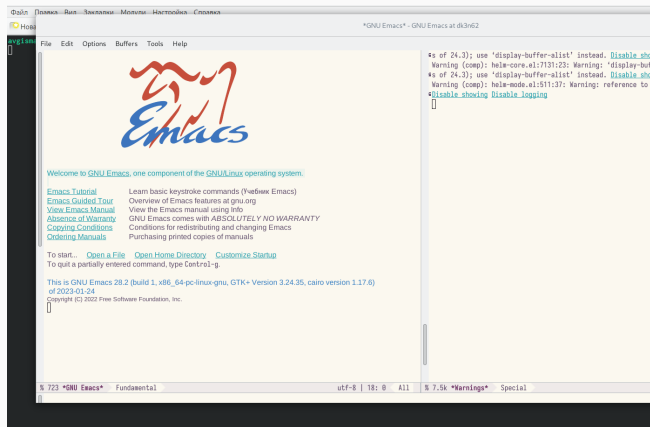 Файл Правка Вид Закладки Модули Настройка Справка
*GNU Emacs* - GNU Emacs at dk3n62
File Edit Options Buffers Tools Help
Emacs
Welcome to GNU Emacs, one component of the GNU/Linux operating system.
Emacs Tutorial Learn basic keystroke commands (Учебник Emacs)
Emacs Guided Tour Overview of Emacs features at gnu.org
View Emacs Manual View the Emacs manual using Info
Absence of Warranty GNU Emacs comes with ABSOLUTELY NO WARRANTY
Copying Conditions Conditions for redistributing and changing Emacs
Ordering Manuals Purchasing printed copies of manuals
To start... Open a File Open Home Directory Customize Startup
To quit a partially entered command, type Control-g.
This is GNU Emacs 28.2 (build 1, x86_64-pc-linux-gnu, GTK+ Version 3.24.35, cairo version 1.17.6)
of 2023-01-24
Copyright (C) 2022 Free Software Foundation, Inc.
% 723 *GNU Emacs* Fundamental utf-8 | 18: 0 All
s of 24.3); use 'display-buffer-alist' instead. Disable
Warning (comp): helm-core.el:7131:23: Warning:
s of 24.3); use 'display-buffer-alist' instead. Disable
Warning (comp): helm-mode.el:511:37: Warning: reference to
Disable showing Disable logging
% 7.5k *Warnings* Special